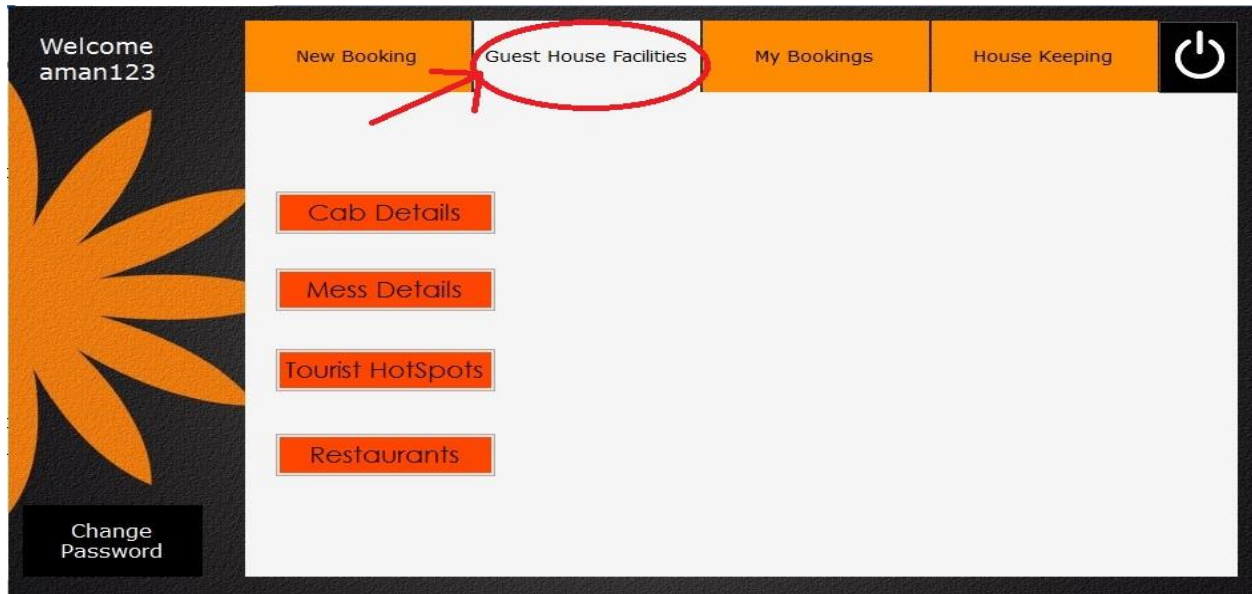 Welcome
aman123
New Booking
Guest House Facilities
My Bookings
House Keeping
Cab Details
Mess Details
Tourist HotSpots
Restaurants
Change
Password